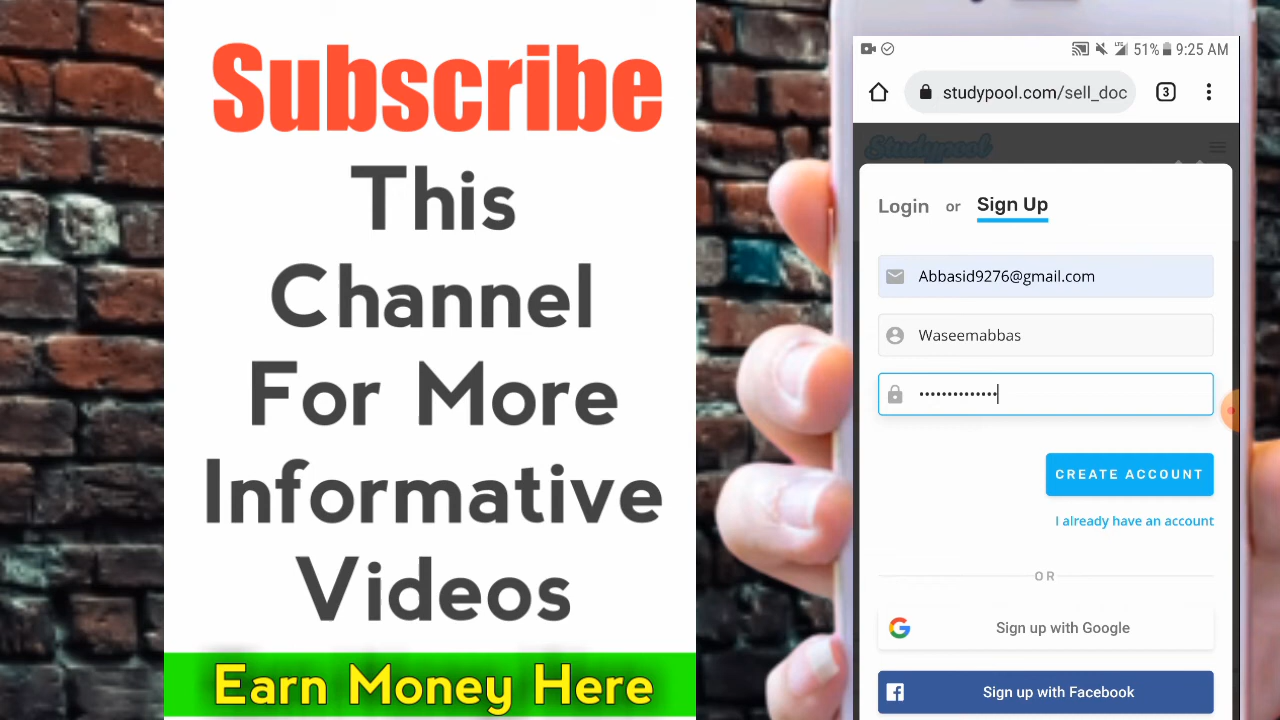 Subscribe
This
Channel
For More
Informative
Videos
Earn Money Here
51% 9:25 AM
studypool.com/sell_doc
3
Studypool
Login or Sign Up
Abbasid9276@gmail.com
Waseemabbas
••••••••••••••
CREATE ACCOUNT
I already have an account
OR
Sign up with Google
Sign up with Facebook